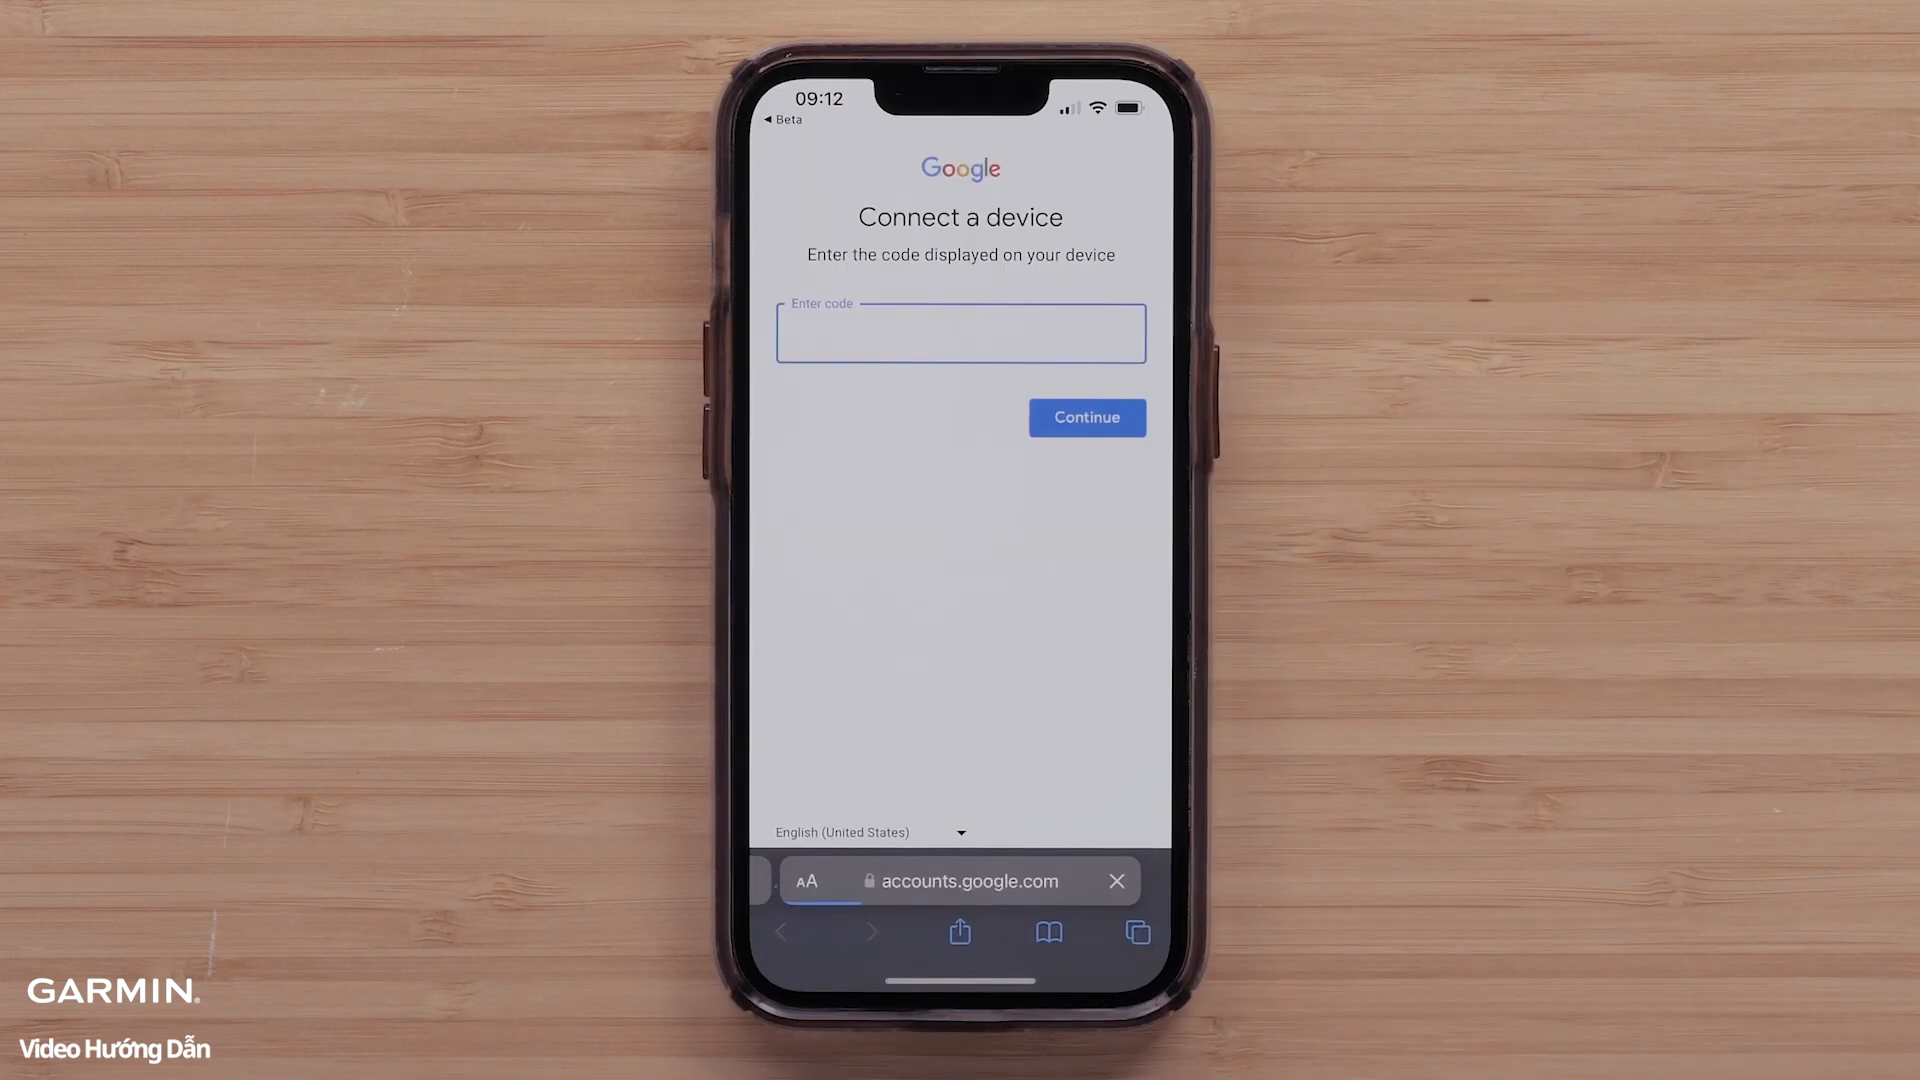 09:12
◀ Beta
Google
Connect a device
Enter the code displayed on your device
Enter code
Continue
English (United States)
AA accounts.google.com
GARMIN®
Video Hướng Dẫn